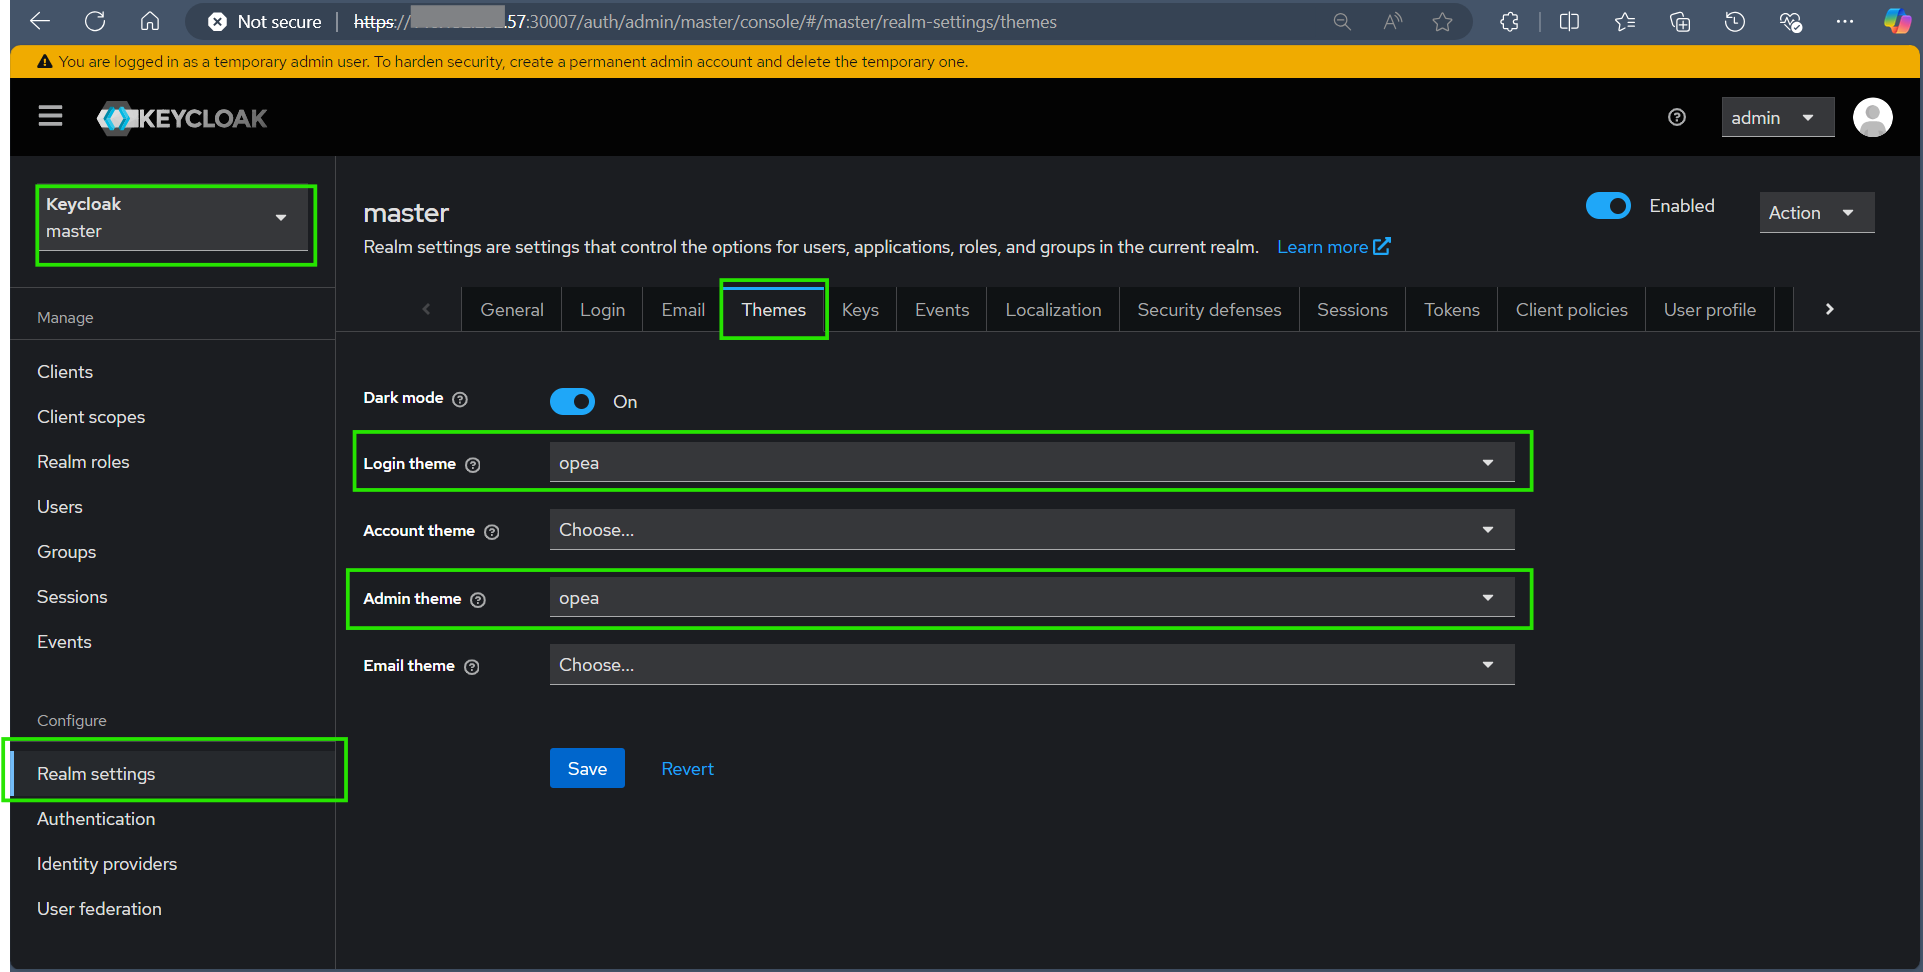 Not secure https:// .57:30007/auth/admin/master/console/#/master/realm-settings/themes
You are logged in as a temporary admin user. To harden security, create a permanent admin account and delete the temporary one.
KEYCLOAK
admin
Keycloak
master
master
Enabled
Action
Realm settings are settings that control the options for users, applications, roles, and groups in the current realm. Learn more
General Login Email Themes Keys Events Localization Security defenses Sessions Tokens Client policies User profile
Manage
Clients
Client scopes
Realm roles
Users
Groups
Sessions
Events
Configure
Realm settings
Authentication
Identity providers
User federation
Dark mode On
Login theme opea
Account theme Choose...
Admin theme opea
Email theme Choose...
Save Revert